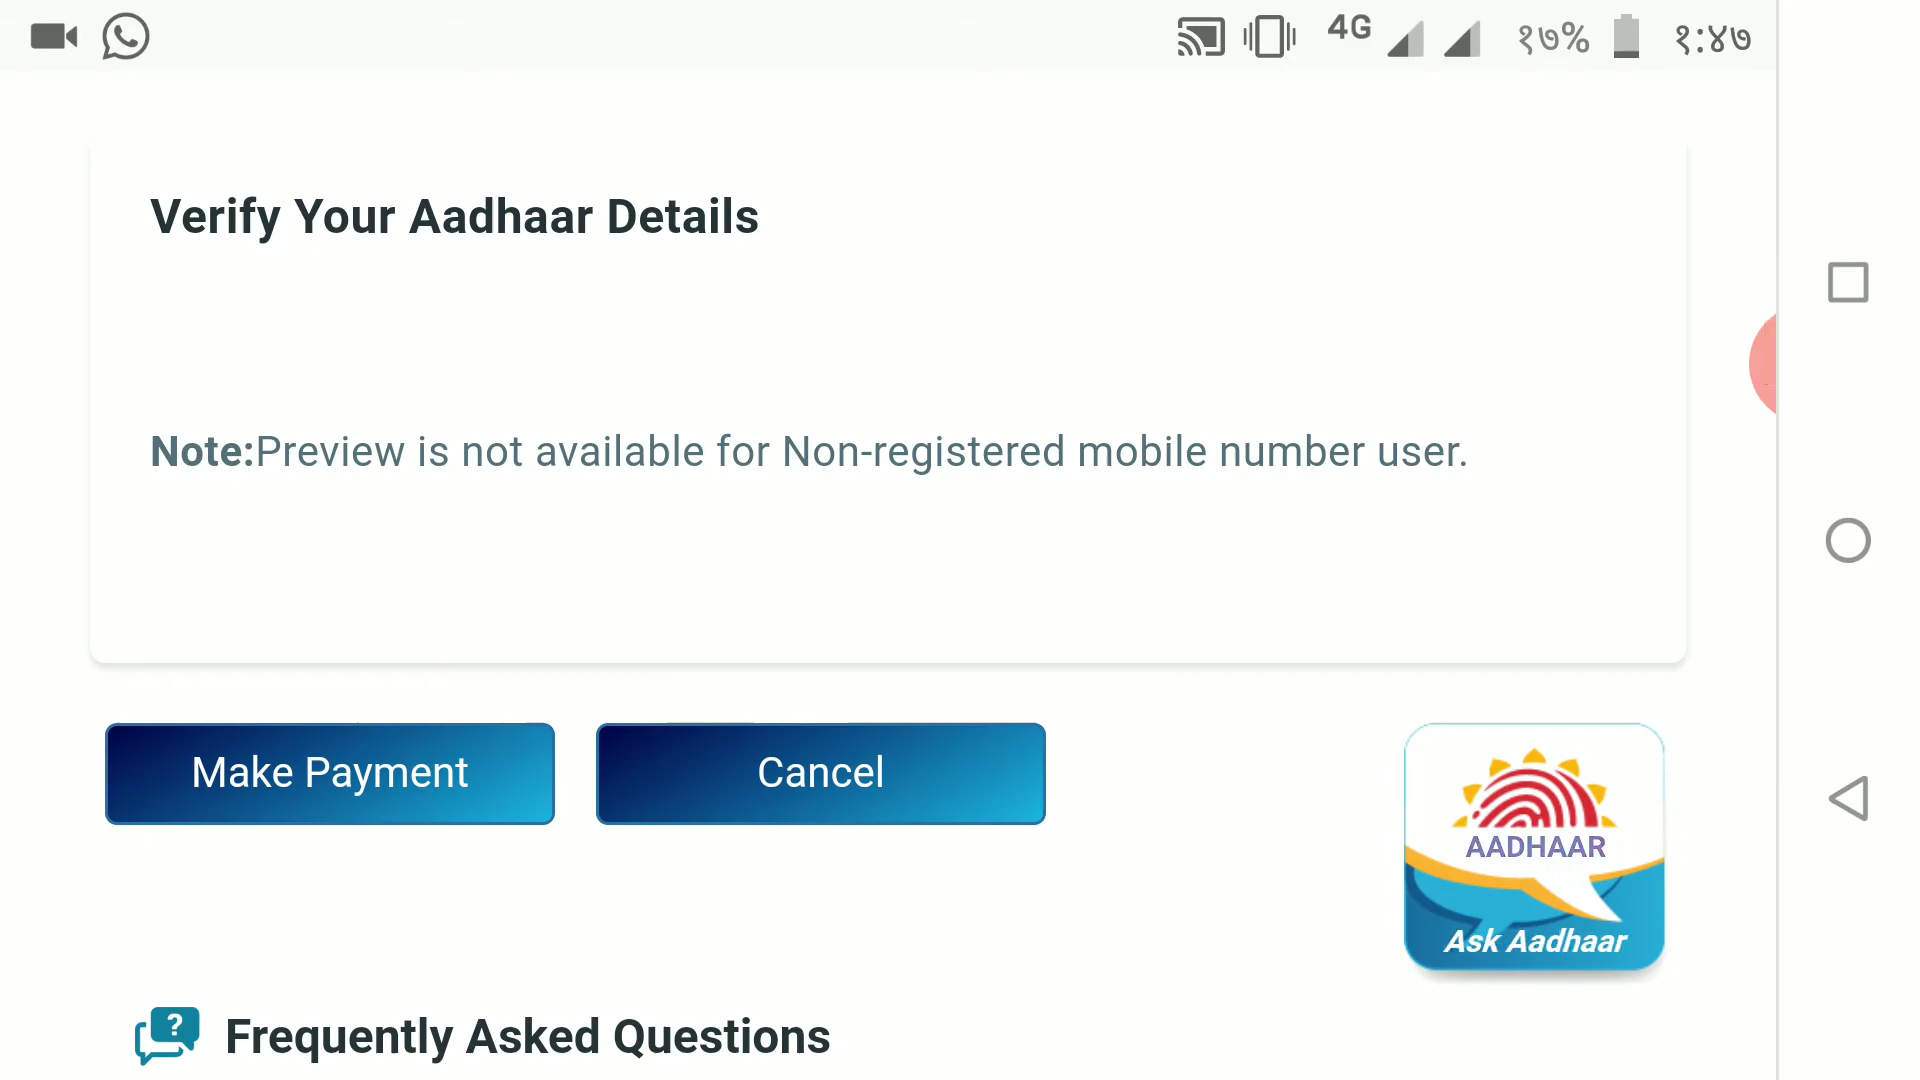 4G १७% १:४७
Verify Your Aadhaar Details
Note:Preview is not available for Non-registered mobile number user.
Make Payment
Cancel
AADHAAR
Ask Aadhaar
?
Frequently Asked Questions